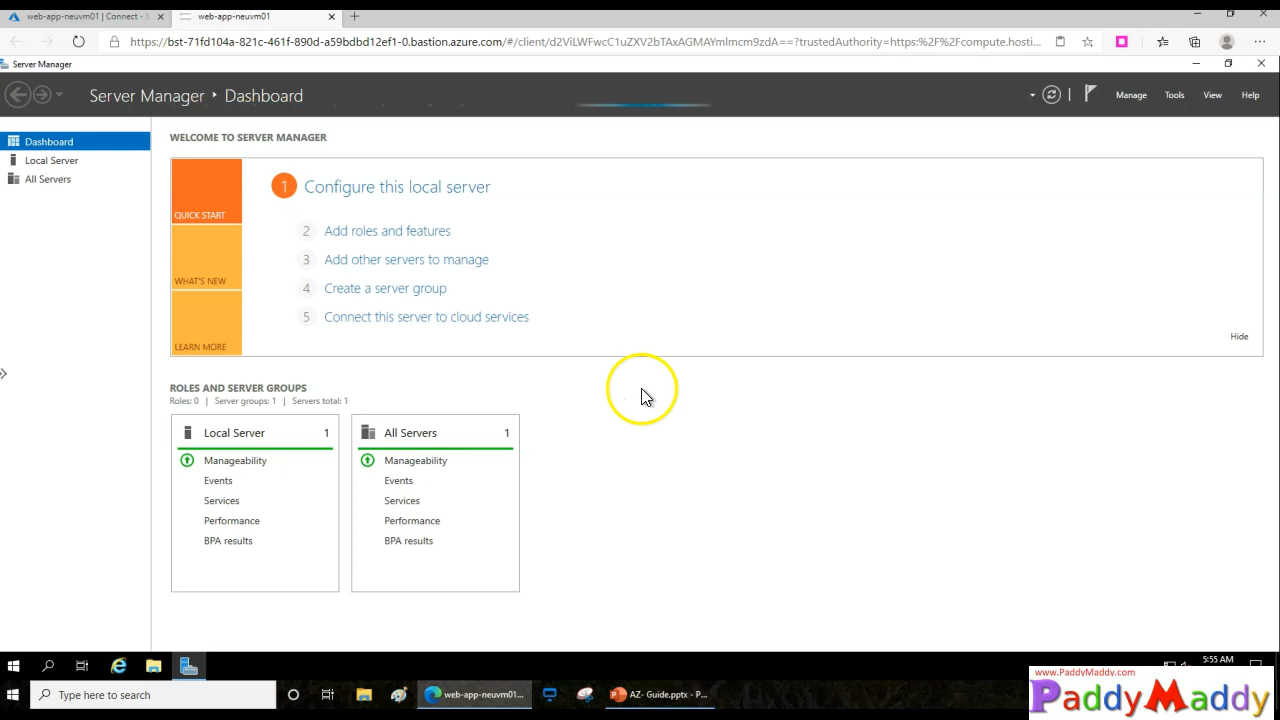 web-app-neuvm01 | Connect - M
web-app-neuvm01
https://bst-71fd104a-821c-461f-890d-a59bdbd12ef1-0.bastion.azure.com/#/client/d2ViLWFwcC1uZXV2bTAxAGMAYmlmcm9zdA==?trustedAuthority=https:%2F%2Fcompute.hosti...
Server Manager
Server Manager ‣ Dashboard
Manage Tools View Help
Dashboard
Local Server
All Servers
WELCOME TO SERVER MANAGER
QUICK START
WHAT'S NEW
LEARN MORE
1 Configure this local server
2 Add roles and features
3 Add other servers to manage
4 Create a server group
5 Connect this server to cloud services
Hide
ROLES AND SERVER GROUPS
Roles: 0 | Server groups: 1 | Servers total: 1
Local Server 1
Manageability
Events
Services
Performance
BPA results
All Servers 1
Manageability
Events
Services
Performance
BPA results
5:55 AM
Type here to search
web-app-neuvm01...
AZ- Guide.pptx - P...
www.PaddyMaddy.com
PaddyMaddy